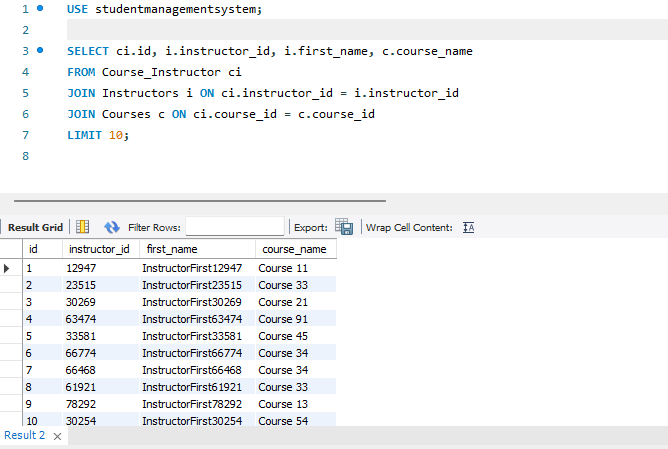 1 USE studentmanagementsystem;
2
3 SELECT ci.id, i.instructor_id, i.first_name, c.course_name
4 FROM Course_Instructor ci
5 JOIN Instructors i ON ci.instructor_id = i.instructor_id
6 JOIN Courses c ON ci.course_id = c.course_id
7 LIMIT 10;
8
Result Grid Filter Rows: Export: Wrap Cell Content: IA
id instructor_id first_name course_name
1 12947 InstructorFirst12947 Course 11
2 23515 InstructorFirst23515 Course 33
3 30269 InstructorFirst30269 Course 21
4 63474 InstructorFirst63474 Course 91
5 33581 InstructorFirst33581 Course 45
6 66774 InstructorFirst66774 Course 34
7 66468 InstructorFirst66468 Course 34
8 61921 InstructorFirst61921 Course 33
9 78292 InstructorFirst78292 Course 13
10 30254 InstructorFirst30254 Course 54
Result 2